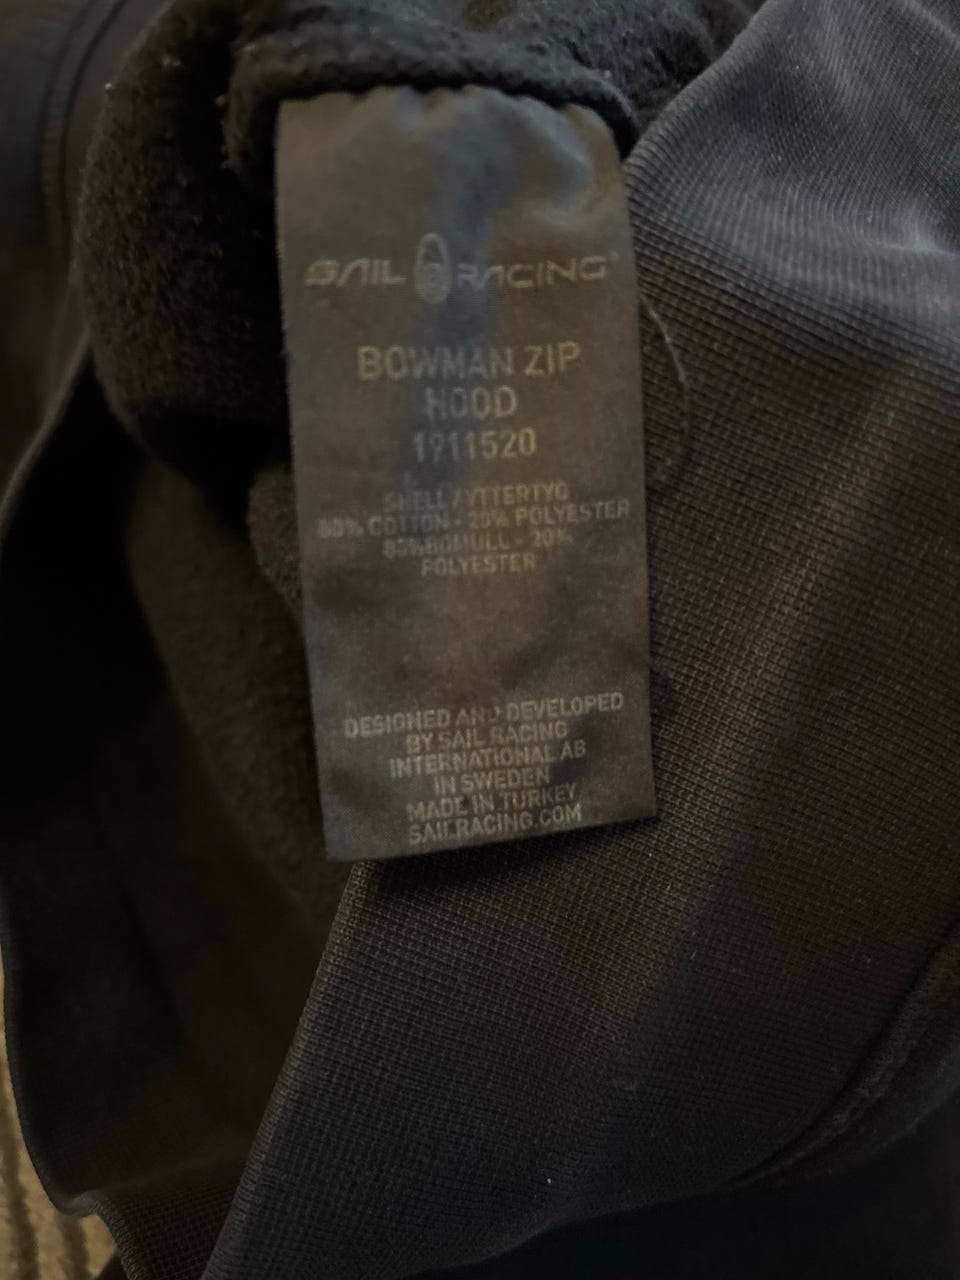 SAIL RACING
BOWMAN ZIP
HOOD
1911520
SHELL/YTTERTYG
80% COTTON - 20% POLYESTER
80% BOMULL - 20%
POLYESTER
DESIGNED AND DEVELOPED
BY SAIL RACING
INTERNATIONAL AB
IN SWEDEN
MADE IN TURKEY
SAILRACING.COM